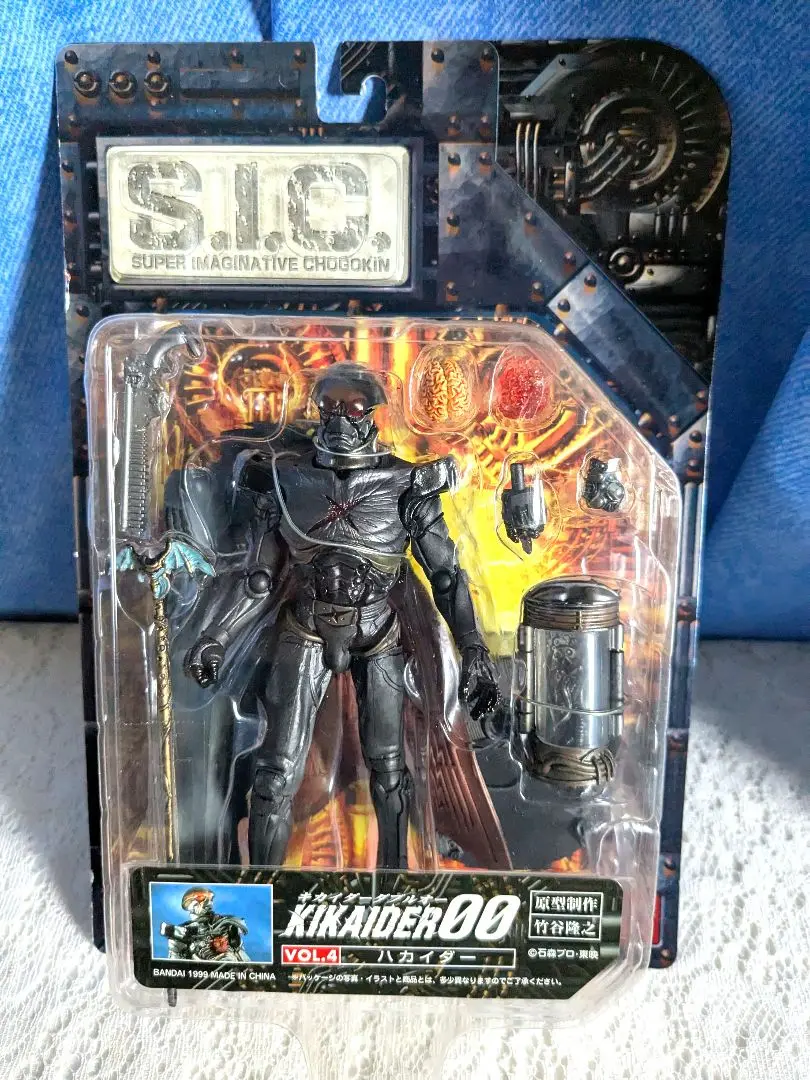 S.I.C.
SUPER IMAGINATIVE CHOGOKIN
キカイダーダブルオー
KIKAIDER00
VOL.4 ハカイダー
原型制作
竹谷隆之
©石森プロ・東映
BANDAI 1999 MADE IN CHINA
※パッケージの写真・イラストと商品とは、多少異なりますのでご了承ください。